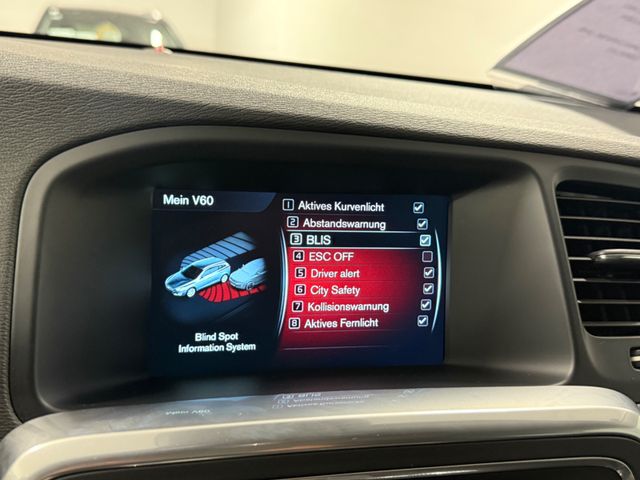 Mein V60
1 Aktives Kurvenlicht
2 Abstandswarnung
3 BLIS
4 ESC OFF
5 Driver alert
6 City Safety
7 Kollisionswarnung
8 Aktives Fernlicht
Blind Spot
Information System